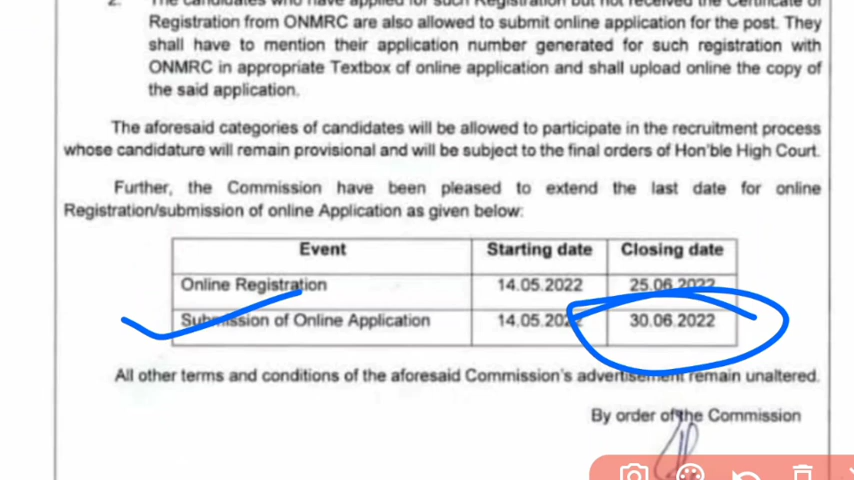 2. The candidates who have applied for such Registration but not received the Certificate of
Registration from ONMRC are also allowed to submit online application for the post. They
shall have to mention their application number generated for such registration with
ONMRC in appropriate Textbox of online application and shall upload online the copy of
the said application.
The aforesaid categories of candidates will be allowed to participate in the recruitment process
whose candidature will remain provisional and will be subject to the final orders of Hon'ble High Court.
Further, the Commission have been pleased to extend the last date for online
Registration/submission of online Application as given below:
Event Starting date Closing date
Online Registration 14.05.2022 25.06.2022
Submission of Online Application 14.05.2022 30.06.2022
All other terms and conditions of the aforesaid Commission's advertisement remain unaltered.
By order of the Commission